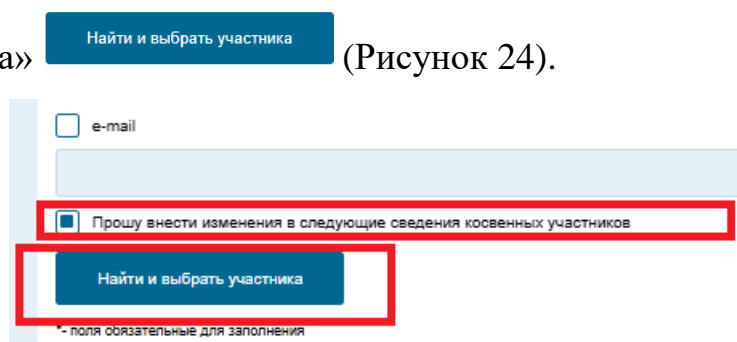 а» Найти и выбрать участника (Рисунок 24).
e-mail
Прошу внести изменения в следующие сведения косвенных участников
Найти и выбрать участника
*- поля обязательные для заполнения